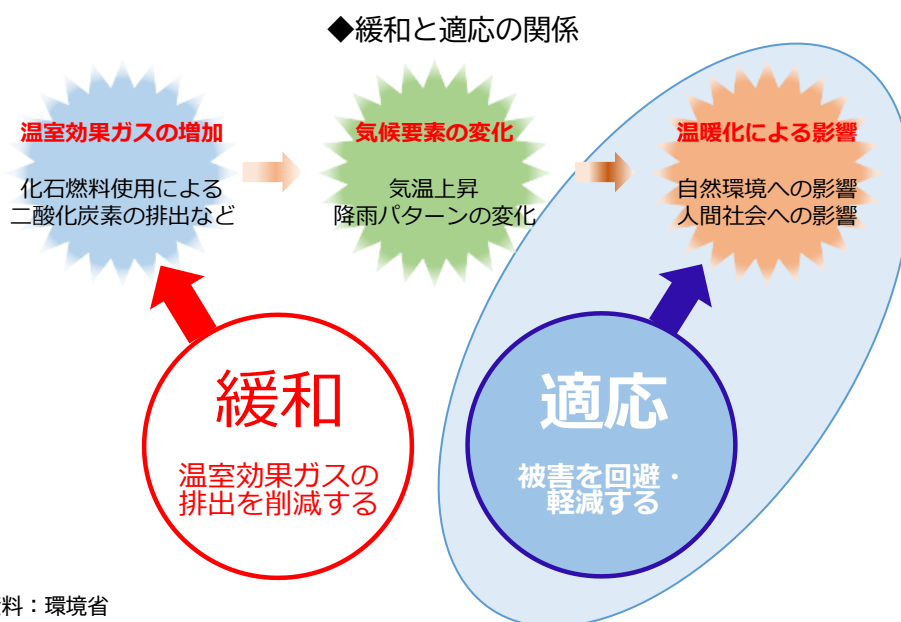 ◆緩和と適応の関係
温室効果ガスの増加
化石燃料使用による
二酸化炭素の排出など
気候要素の変化
気温上昇
降雨パターンの変化
温暖化による影響
自然環境への影響
人間社会への影響
緩和
温室効果ガスの
排出を削減する
適応
被害を回避・
軽減する
料：環境省